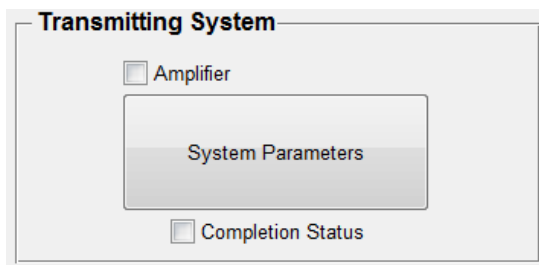 Transmitting System
Amplifier
System Parameters
Completion Status